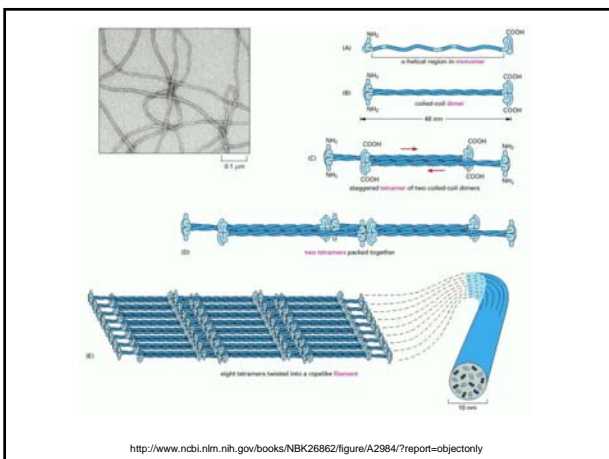 NH₂
COOH
(A)
α-helical region in monomer
NH₂
COOH
(B)
NH₂
coiled-coil dimer
COOH
48 nm
0.1 µm
NH₂
COOH
COOH
NH₂
(C)
NH₂
COOH
COOH
NH₂
staggered tetramer of two coiled-coil dimers
(D)
two tetramers packed together
(E)
eight tetramers twisted into a ropelike filament
10 nm
http://www.ncbi.nlm.nih.gov/books/NBK26862/figure/A2984/?report=objectonly